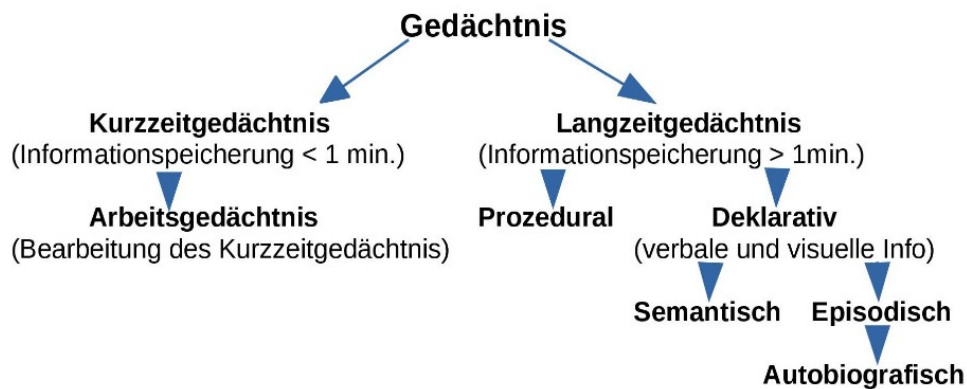 Gedächtnis
Kurzzeitgedächtnis
(Informationspeicherung < 1 min.)
Langzeitgedächtnis
(Informationspeicherung > 1min.)
Arbeitsgedächtnis
(Bearbeitung des Kurzzeitgedächtnis)
Prozedural
Deklarativ
(verbale und visuelle Info)
Semantisch
Episodisch
Autobiografisch